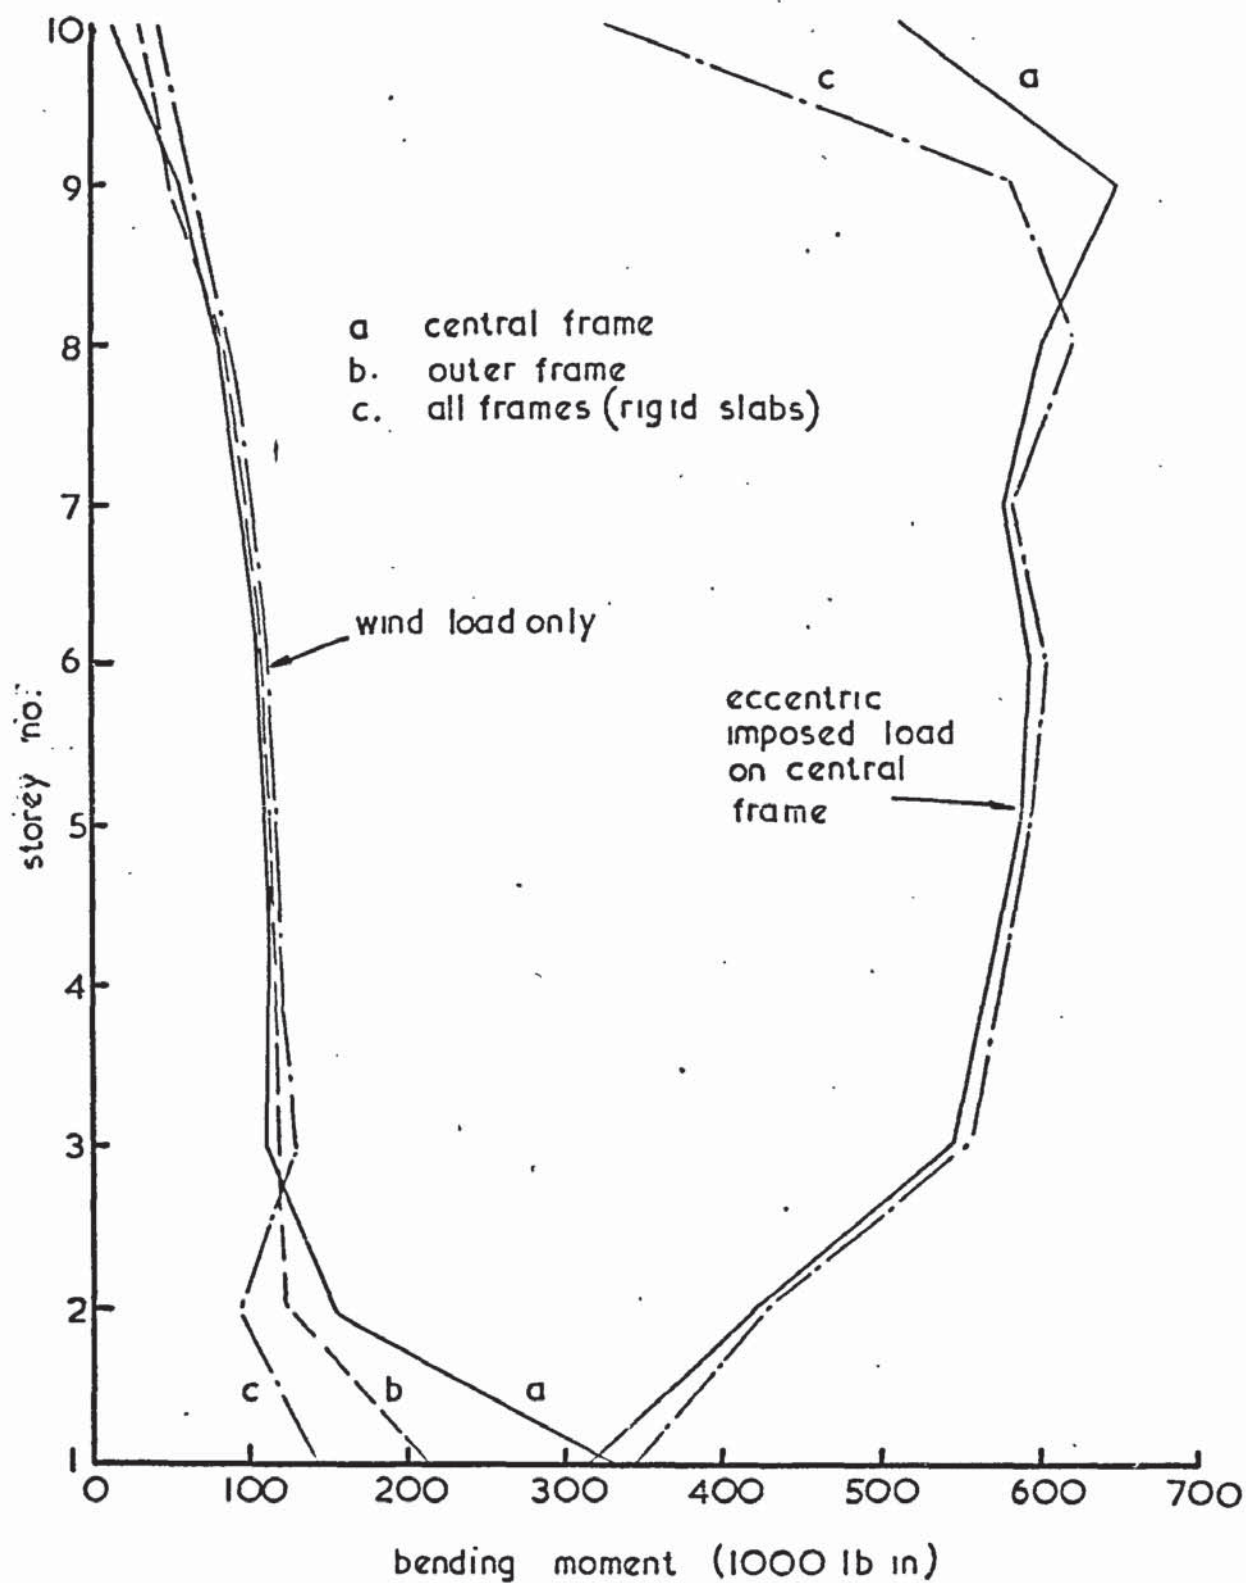 10
9
8
7
6
5
4
3
2
1
storey no.
c
a
a central frame
b. outer frame
c. all frames (rigid slabs)
wind load only
eccentric
imposed load
on central
frame
c
b
a
0 100 200 300 400 500 600 700
bending moment (1000 lb in)